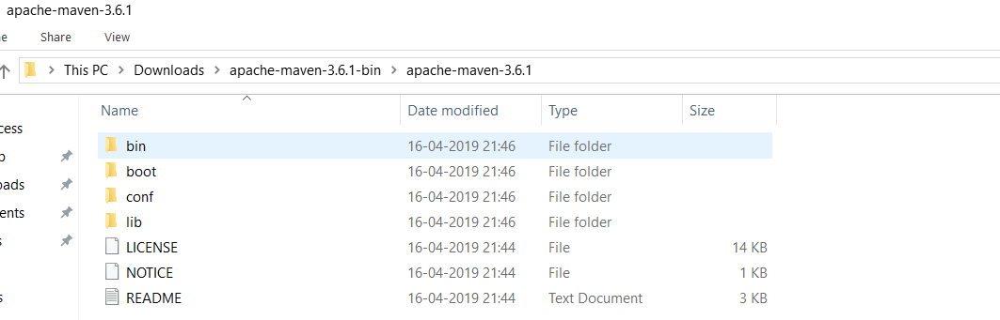 apache-maven-3.6.1
Share View
This PC > Downloads > apache-maven-3.6.1-bin > apache-maven-3.6.1
Name Date modified Type Size
bin 16-04-2019 21:46 File folder
boot 16-04-2019 21:46 File folder
conf 16-04-2019 21:46 File folder
lib 16-04-2019 21:46 File folder
LICENSE 16-04-2019 21:44 File 14 KB
NOTICE 16-04-2019 21:44 File 1 KB
README 16-04-2019 21:44 Text Document 3 KB